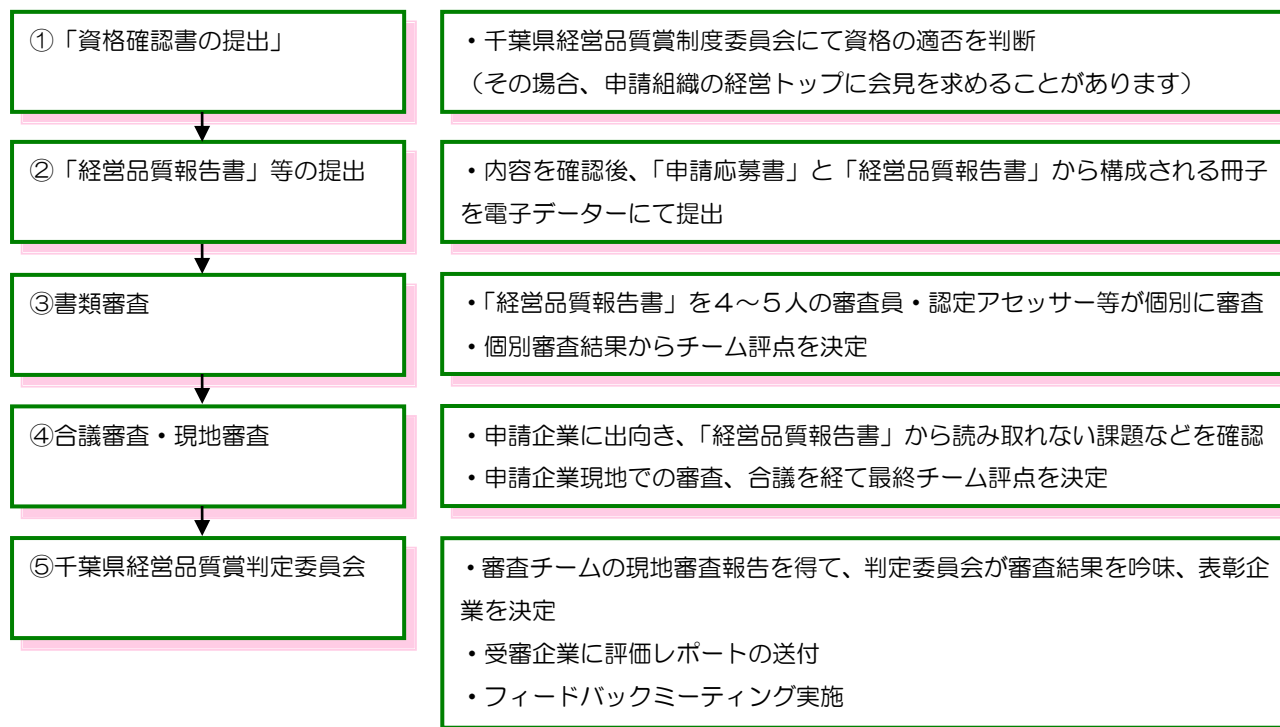 ①「資格確認書の提出」
・千葉県経営品質賞制度委員会にて資格の適否を判断
（その場合、申請組織の経営トップに会見を求めることがあります）
②「経営品質報告書」等の提出
・内容を確認後、「申請応募書」と「経営品質報告書」から構成される冊子
を電子データーにて提出
③書類審査
・「経営品質報告書」を４～５人の審査員・認定アセッサー等が個別に審査
・個別審査結果からチーム評点を決定
④合議審査・現地審査
・申請企業に出向き、「経営品質報告書」から読み取れない課題などを確認
・申請企業現地での審査、合議を経て最終チーム評点を決定
⑤千葉県経営品質賞判定委員会
・審査チームの現地審査報告を得て、判定委員会が審査結果を吟味、表彰企
業を決定
・受審企業に評価レポートの送付
・フィードバックミーティング実施